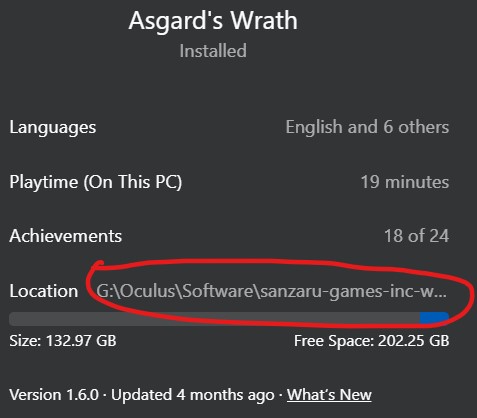 Asgard's Wrath
Installed
Languages English and 6 others
Playtime (On This PC) 19 minutes
Achievements 18 of 24
Location G:\Oculus\Software\sanzaru-games-inc-w...
Size: 132.97 GB Free Space: 202.25 GB
Version 1.6.0 · Updated 4 months ago · What's New